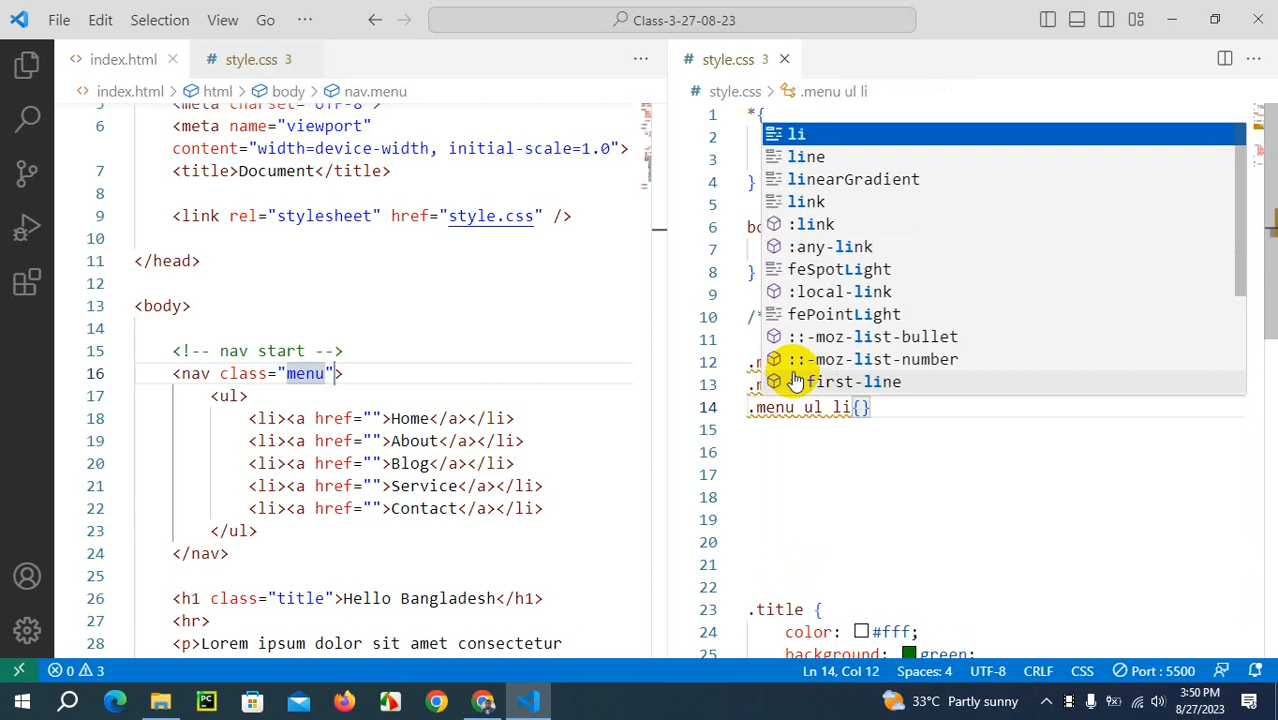 File Edit Selection View Go ··· Class-3-27-08-23
index.html style.css 3 ···
index.html > html > body > nav.menu
6 <meta name="viewport"
content="width=device-width, initial-scale=1.0">
7 <title>Document</title>
8
9 <link rel="stylesheet" href="style.css" />
10
11 </head>
12
13 <body>
14
15 <!-- nav start -->
16 <nav class="menu">
17 <ul>
18 <li><a href="">Home</a></li>
19 <li><a href="">About</a></li>
20 <li><a href="">Blog</a></li>
21 <li><a href="">Service</a></li>
22 <li><a href="">Contact</a></li>
23 </ul>
24 </nav>
25
26 <h1 class="title">Hello Bangladesh</h1>
27 <hr>
28 <p>Lorem ipsum dolor sit amet consectetur
style.css 3 ···
style.css > .menu ul li
1 *{
2
3
4 }
5
6
7
8 }
9
10
11
12
13
14 .menu ul li{}
15
16
17
18
19
20
21
22
23 .title {
24 color: #fff;
25 background: green;
li
line
linearGradient
link
:link
:any-link
feSpotLight
:local-link
fePointLight
::-moz-list-bullet
::-moz-list-number
first-line
0 3 Ln 14, Col 12 Spaces: 4 UTF-8 CRLF CSS Port : 5500
33°C Partly sunny 3:50 PM
8/27/2023